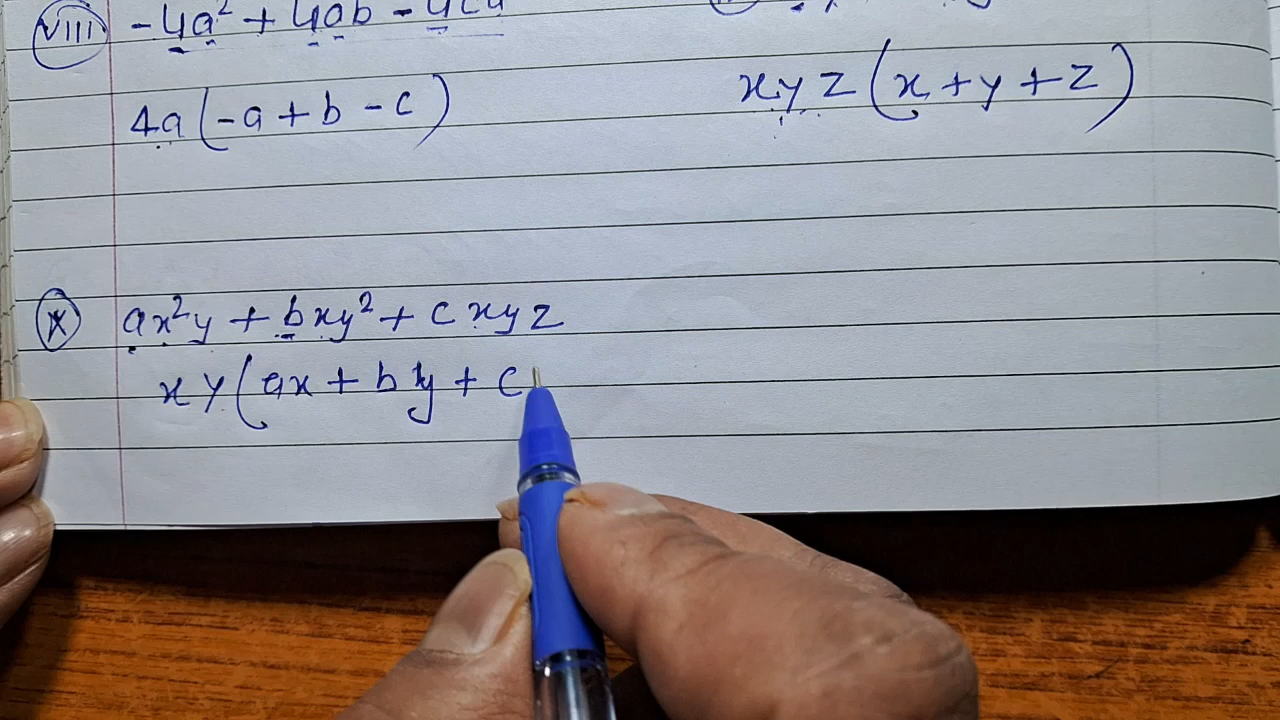 viii -4a² + 4ab - 4ca
4a(-a + b - c)
xyz(x + y + z)
x ax²y + bxy² + cxyz
xy(ax + by + c